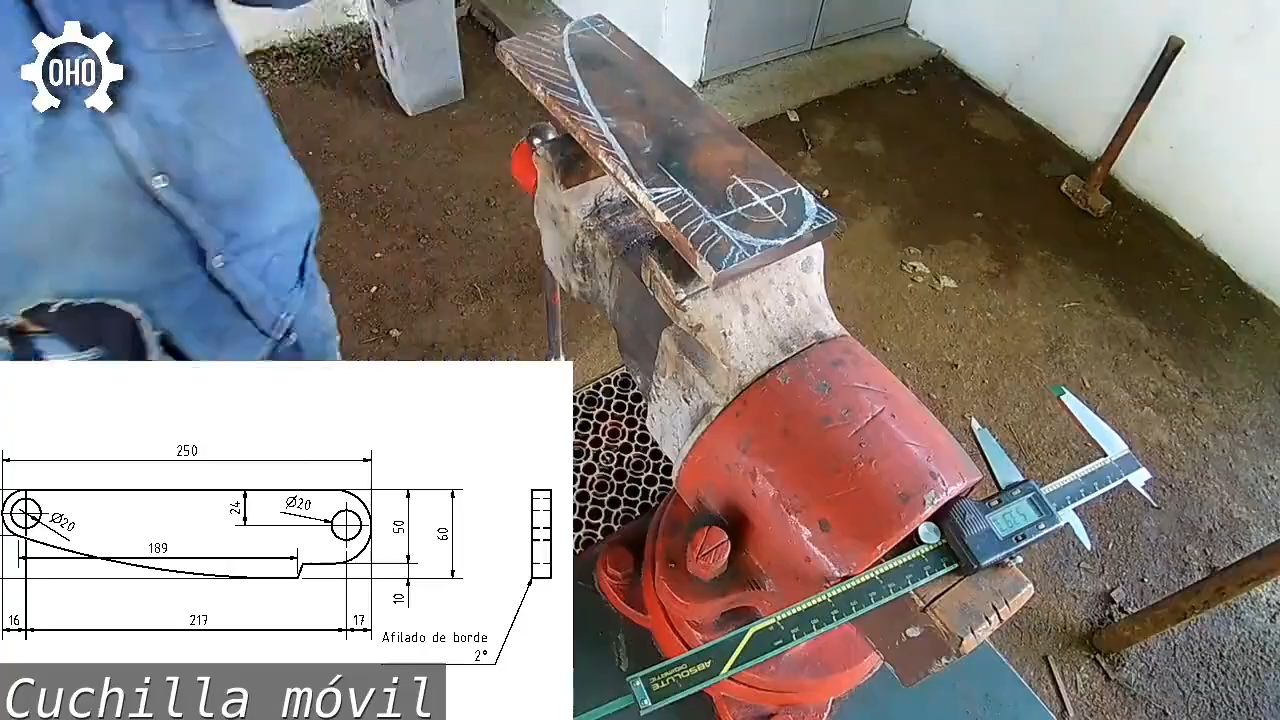 OHO
250
Ø20
24
Ø20
50
60
189
10
16
217
17
Afilado de borde
2°
ABSOLUTE
DIGIMATIC
Cuchilla móvil